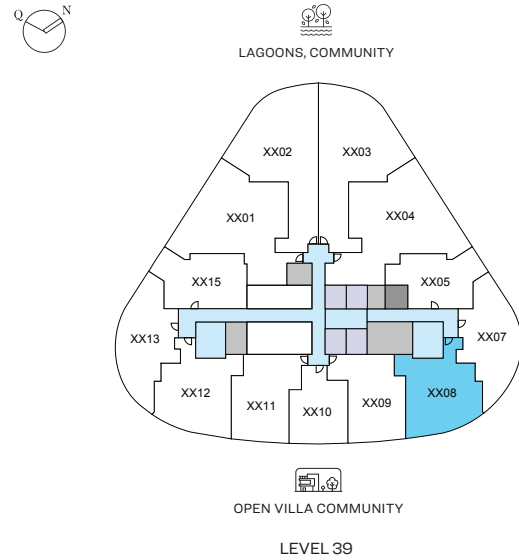 Q N
LAGOONS, COMMUNITY
XX02 XX03
XX01 XX04
XX15 XX05
XX13 XX07
XX12 XX11 XX10 XX09 XX08
OPEN VILLA COMMUNITY
LEVEL 39